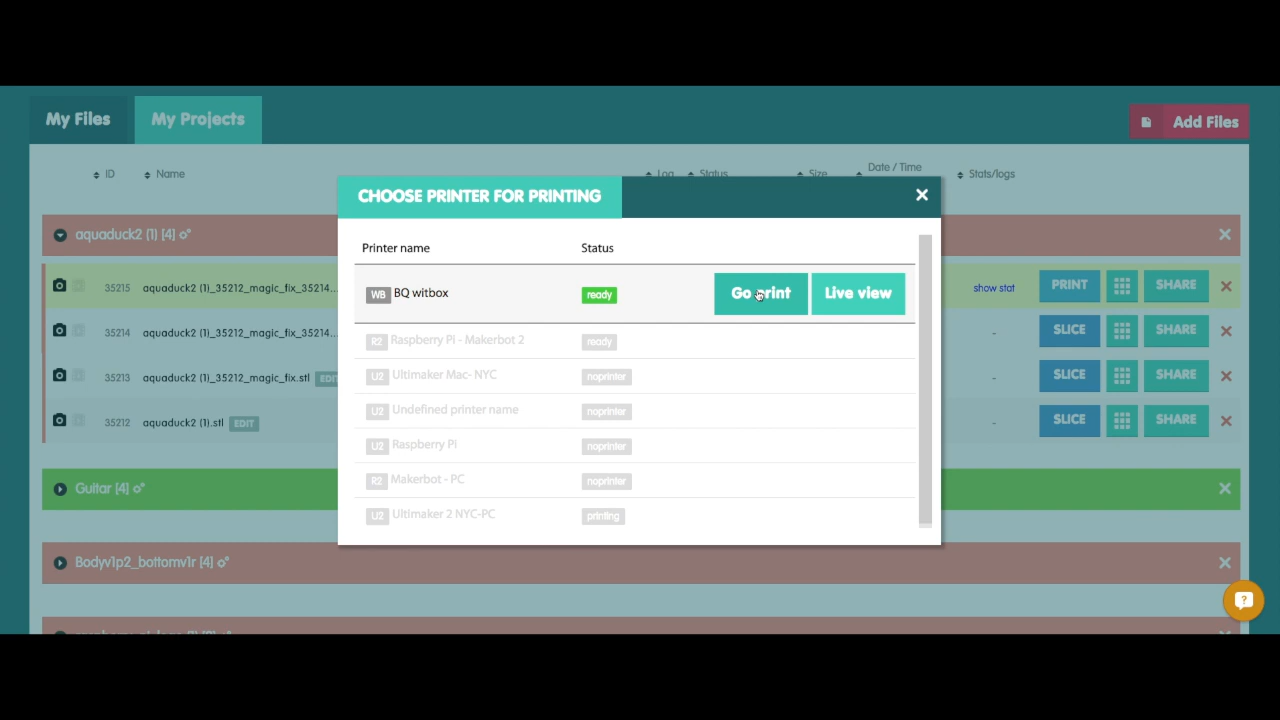 My Files My Projects Add Files
ID Name Log Status Size Date / Time Stats/logs
CHOOSE PRINTER FOR PRINTING
Printer name Status
WB BQ witbox ready Go print Live view
R2 Raspberry Pi - Makerbot 2 ready
U2 Ultimaker Mac- NYC noprinter
U2 Undefined printer name noprinter
U2 Raspberry Pi noprinter
R2 Makerbot - PC noprinter
U2 Ultimaker 2 NYC-PC printing
aquaduck2 (1) [4]
35215 aquaduck2 (1)_35212_magic_fix_35214... show stat PRINT SHARE
35214 aquaduck2 (1)_35212_magic_fix_35214... - SLICE SHARE
35213 aquaduck2 (1)_35212_magic_fix.stl EDIT - SLICE SHARE
35212 aquaduck2 (1).stl EDIT - SLICE SHARE
Guitar [4]
Bodyv1p2_bottomv1r [4]